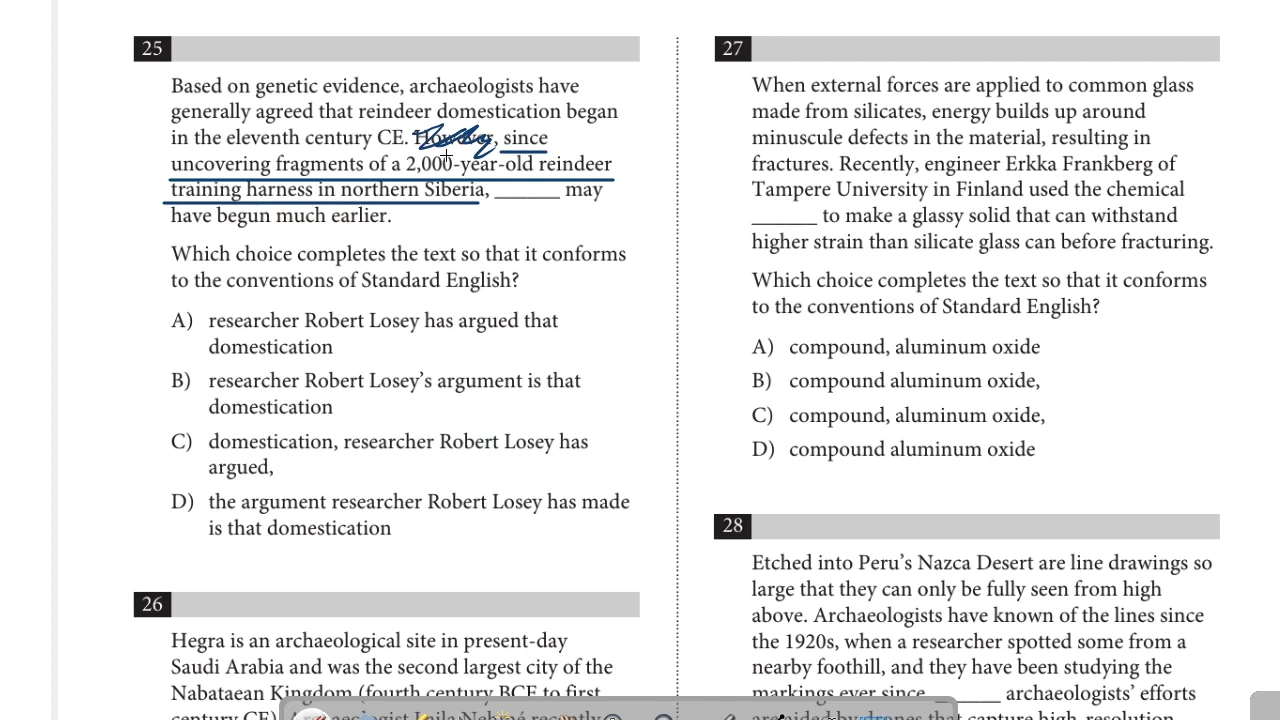 25
Based on genetic evidence, archaeologists have
generally agreed that reindeer domestication began
in the eleventh century CE. However, since
uncovering fragments of a 2,000-year-old reindeer
training harness in northern Siberia, ______ may
have begun much earlier.
Which choice completes the text so that it conforms
to the conventions of Standard English?
A) researcher Robert Losey has argued that
domestication
B) researcher Robert Losey’s argument is that
domestication
C) domestication, researcher Robert Losey has
argued,
D) the argument researcher Robert Losey has made
is that domestication
26
Hegra is an archaeological site in present-day
Saudi Arabia and was the second largest city of the
Nabataean Kingdom (fourth century BCE to first
century CE).
27
When external forces are applied to common glass
made from silicates, energy builds up around
minuscule defects in the material, resulting in
fractures. Recently, engineer Erkka Frankberg of
Tampere University in Finland used the chemical
______ to make a glassy solid that can withstand
higher strain than silicate glass can before fracturing.
Which choice completes the text so that it conforms
to the conventions of Standard English?
A) compound, aluminum oxide
B) compound aluminum oxide,
C) compound, aluminum oxide,
D) compound aluminum oxide
28
Etched into Peru’s Nazca Desert are line drawings so
large that they can only be fully seen from high
above. Archaeologists have known of the lines since
the 1920s, when a researcher spotted some from a
nearby foothill, and they have been studying the
markings ever since ______ archaeologists’ efforts
are aided by drones that capture high-resolution